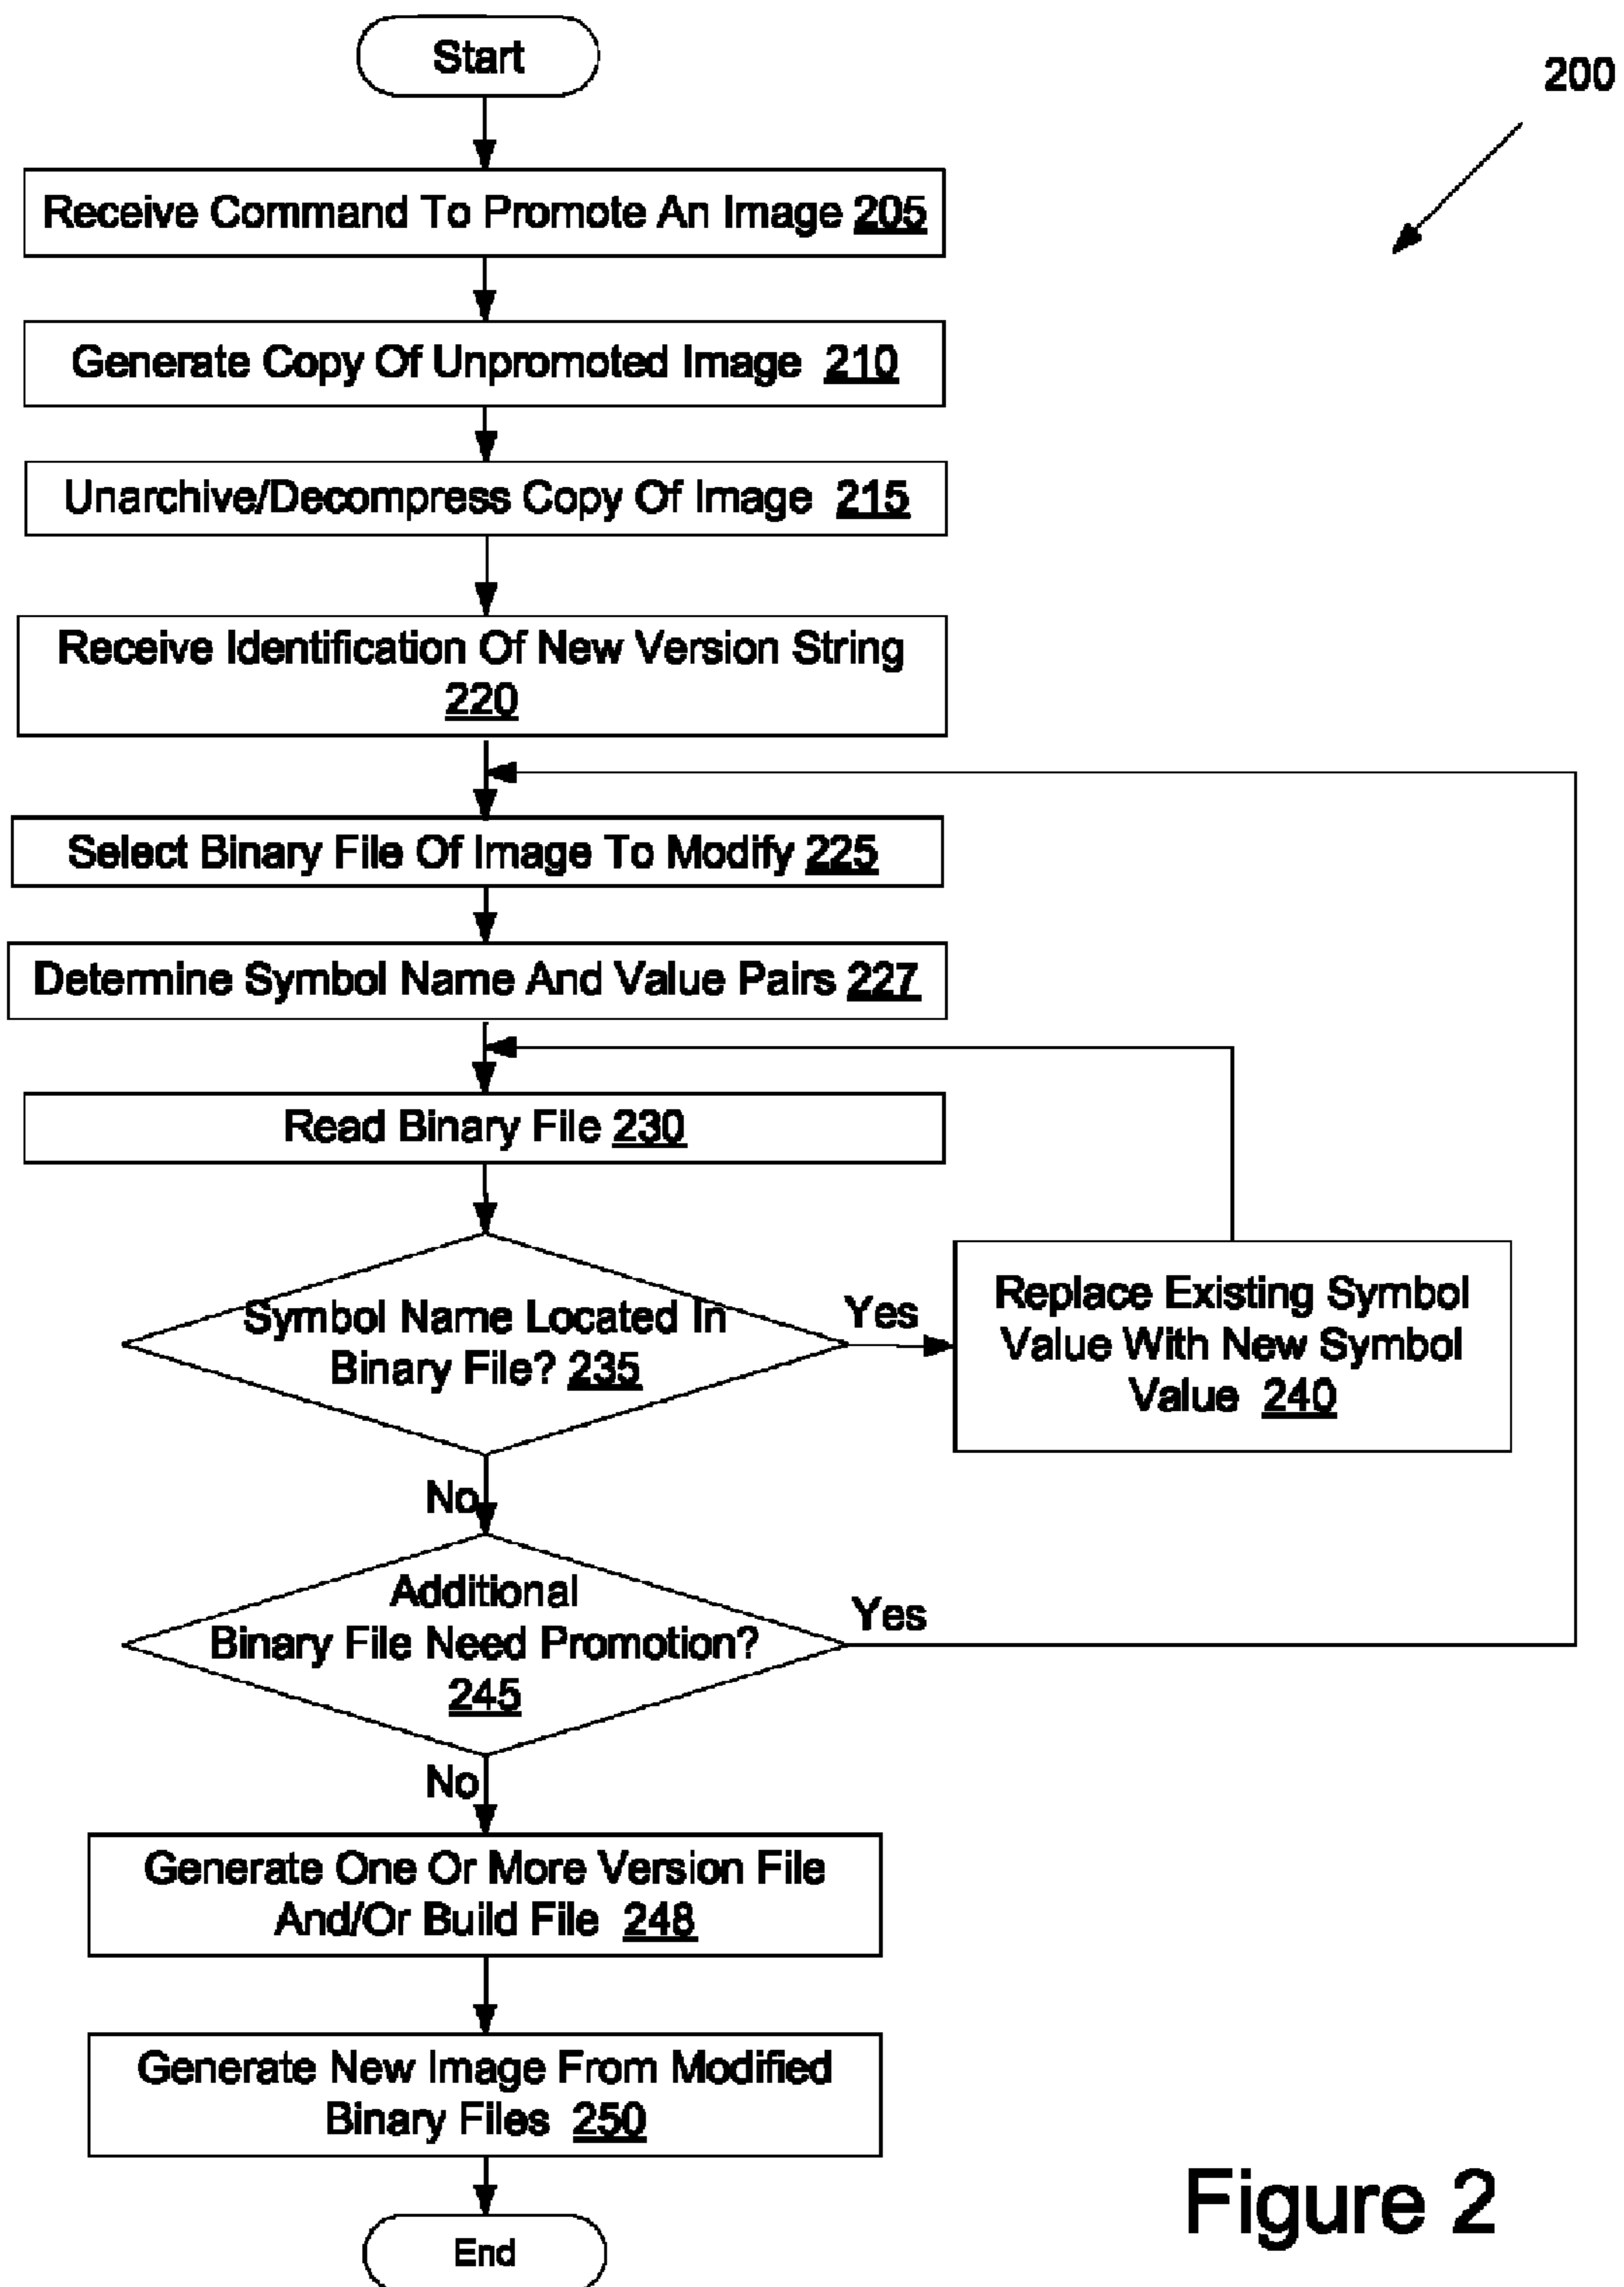 Start
200
Receive Command To Promote An Image 205
Generate Copy Of Unpromoted Image 210
Unarchive/Decompress Copy Of Image 215
Receive Identification Of New Version String
220
Select Binary File Of Image To Modify 225
Determine Symbol Name And Value Pairs 227
Read Binary File 230
Symbol Name Located In
Binary File? 235
Yes
Replace Existing Symbol
Value With New Symbol
Value 240
No
Additional
Binary File Need Promotion?
245
Yes
No
Generate One Or More Version File
And/Or Build File 248
Generate New Image From Modified
Binary Files 250
End
Figure 2